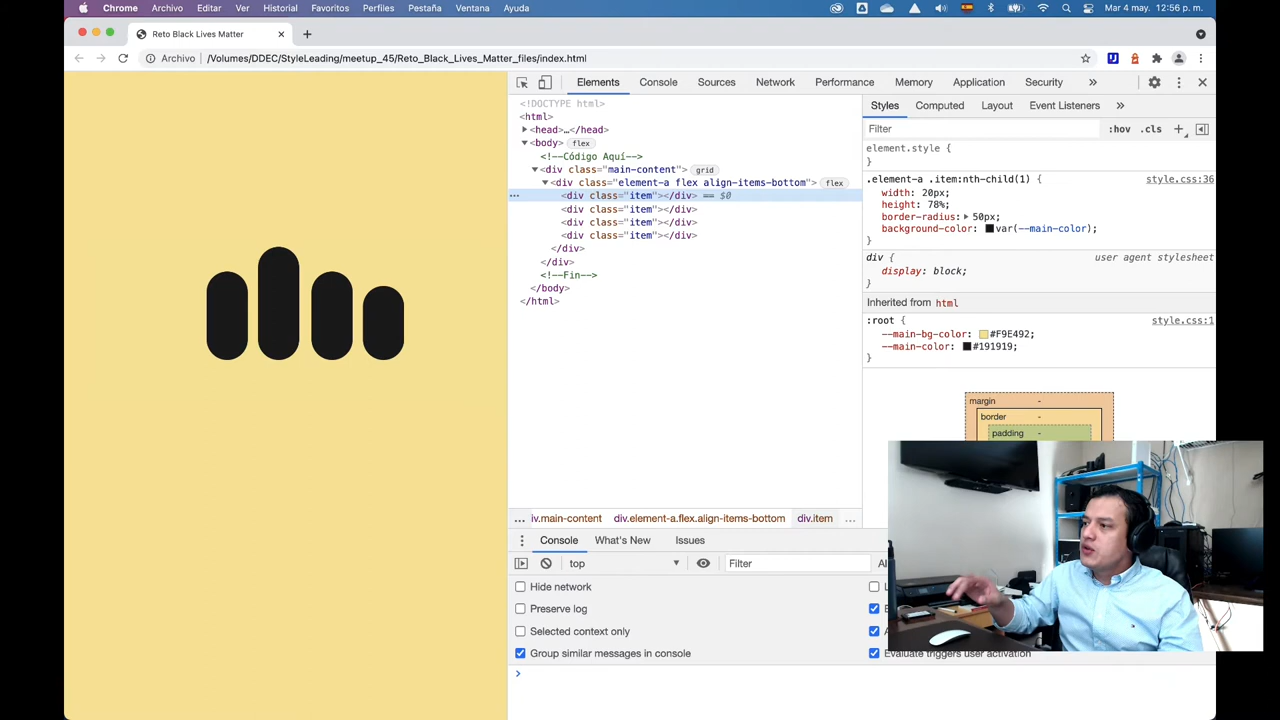 Chrome Archivo Editar Ver Historial Favoritos Perfiles Pestaña Ventana Ayuda Mar 4 may. 12:56 p. m.
Reto Black Lives Matter
Archivo /Volumes/DDEC/StyleLeading/meetup_45/Reto_Black_Lives_Matter_files/index.html
Elements Console Sources Network Performance Memory Application Security
<!DOCTYPE html>
<html>
<head>…</head>
<body> flex
<!--Código Aquí-->
<div class="main-content"> grid
<div class="element-a flex align-items-bottom"> flex
<div class="item"></div> == $0
<div class="item"></div>
<div class="item"></div>
<div class="item"></div>
</div>
</div>
<!--Fin-->
</body>
</html>
Styles Computed Layout Event Listeners
Filter :hov .cls
element.style {
}
.element-a .item:nth-child(1) { style.css:36
width: 20px;
height: 78%;
border-radius: 50px;
background-color: var(--main-color);
}
div { user agent stylesheet
display: block;
}
Inherited from html
:root { style.css:1
--main-bg-color: #F9E492;
--main-color: #191919;
}
margin -
border -
padding -
… iv.main-content div.element-a.flex.align-items-bottom div.item …
Console What's New Issues
top Filter
Hide network
Preserve log
Selected context only
Group similar messages in console
Evaluate triggers user activation